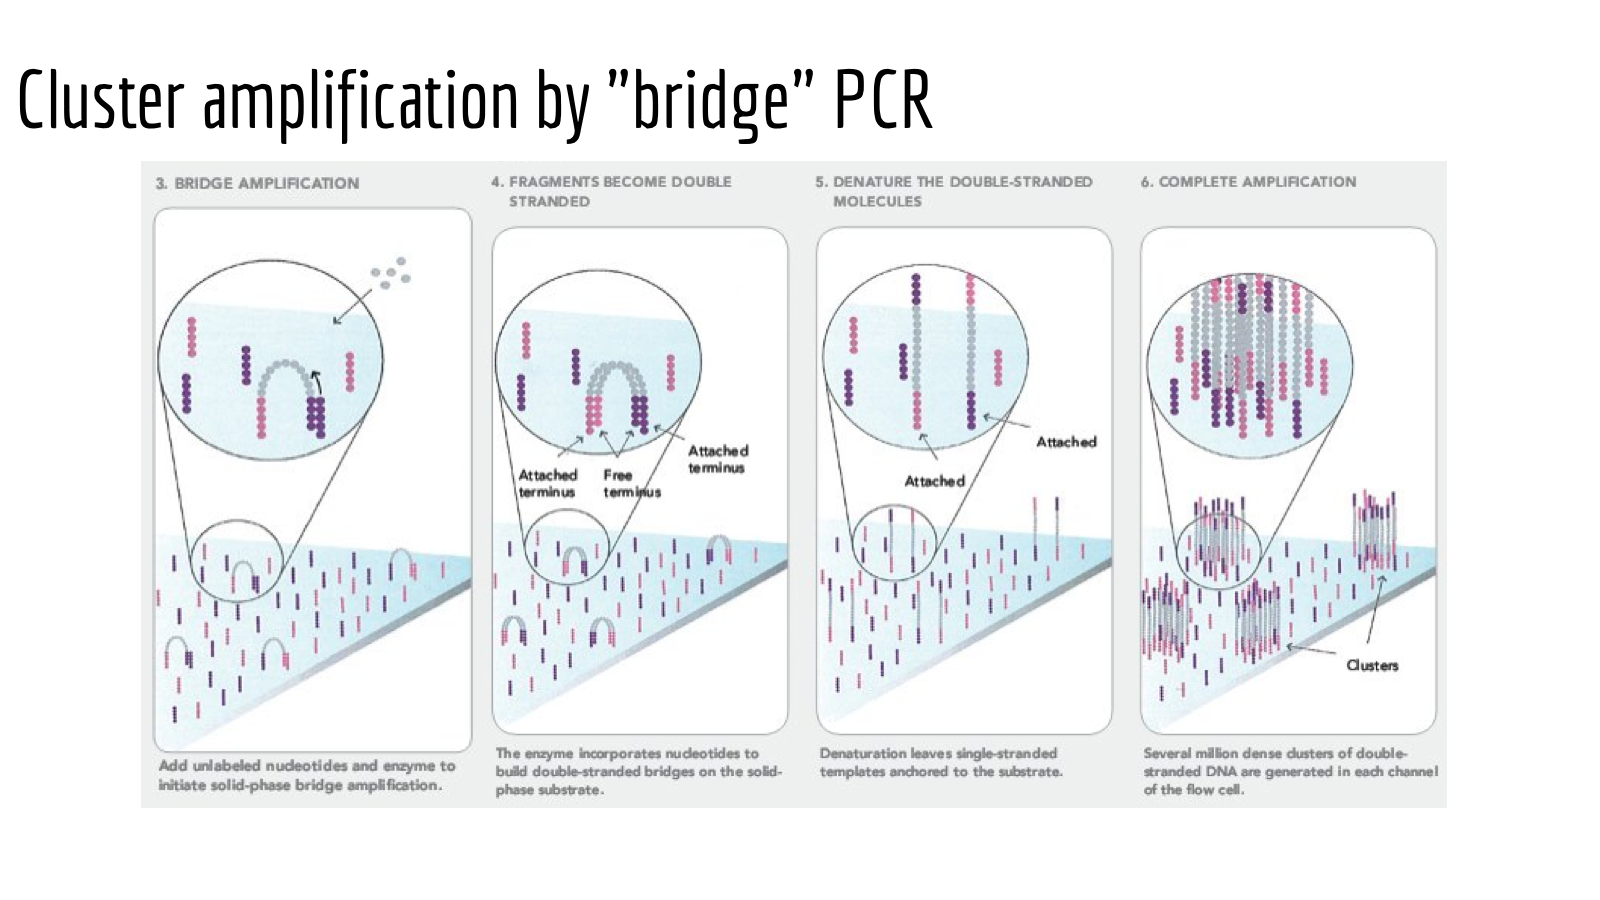 Cluster amplification by ”bridge” PCR
3. BRIDGE AMPLIFICATION
Add unlabeled nucleotides and enzyme to
initiate solid-phase bridge amplification.
4. FRAGMENTS BECOME DOUBLE
STRANDED
Attached
terminus
Free
terminus
Attached
terminus
The enzyme incorporates nucleotides to
build double-stranded bridges on the solid-
phase substrate.
5. DENATURE THE DOUBLE-STRANDED
MOLECULES
Attached
Attached
Denaturation leaves single-stranded
templates anchored to the substrate.
6. COMPLETE AMPLIFICATION
Clusters
Several million dense clusters of double-
stranded DNA are generated in each channel
of the flow cell.